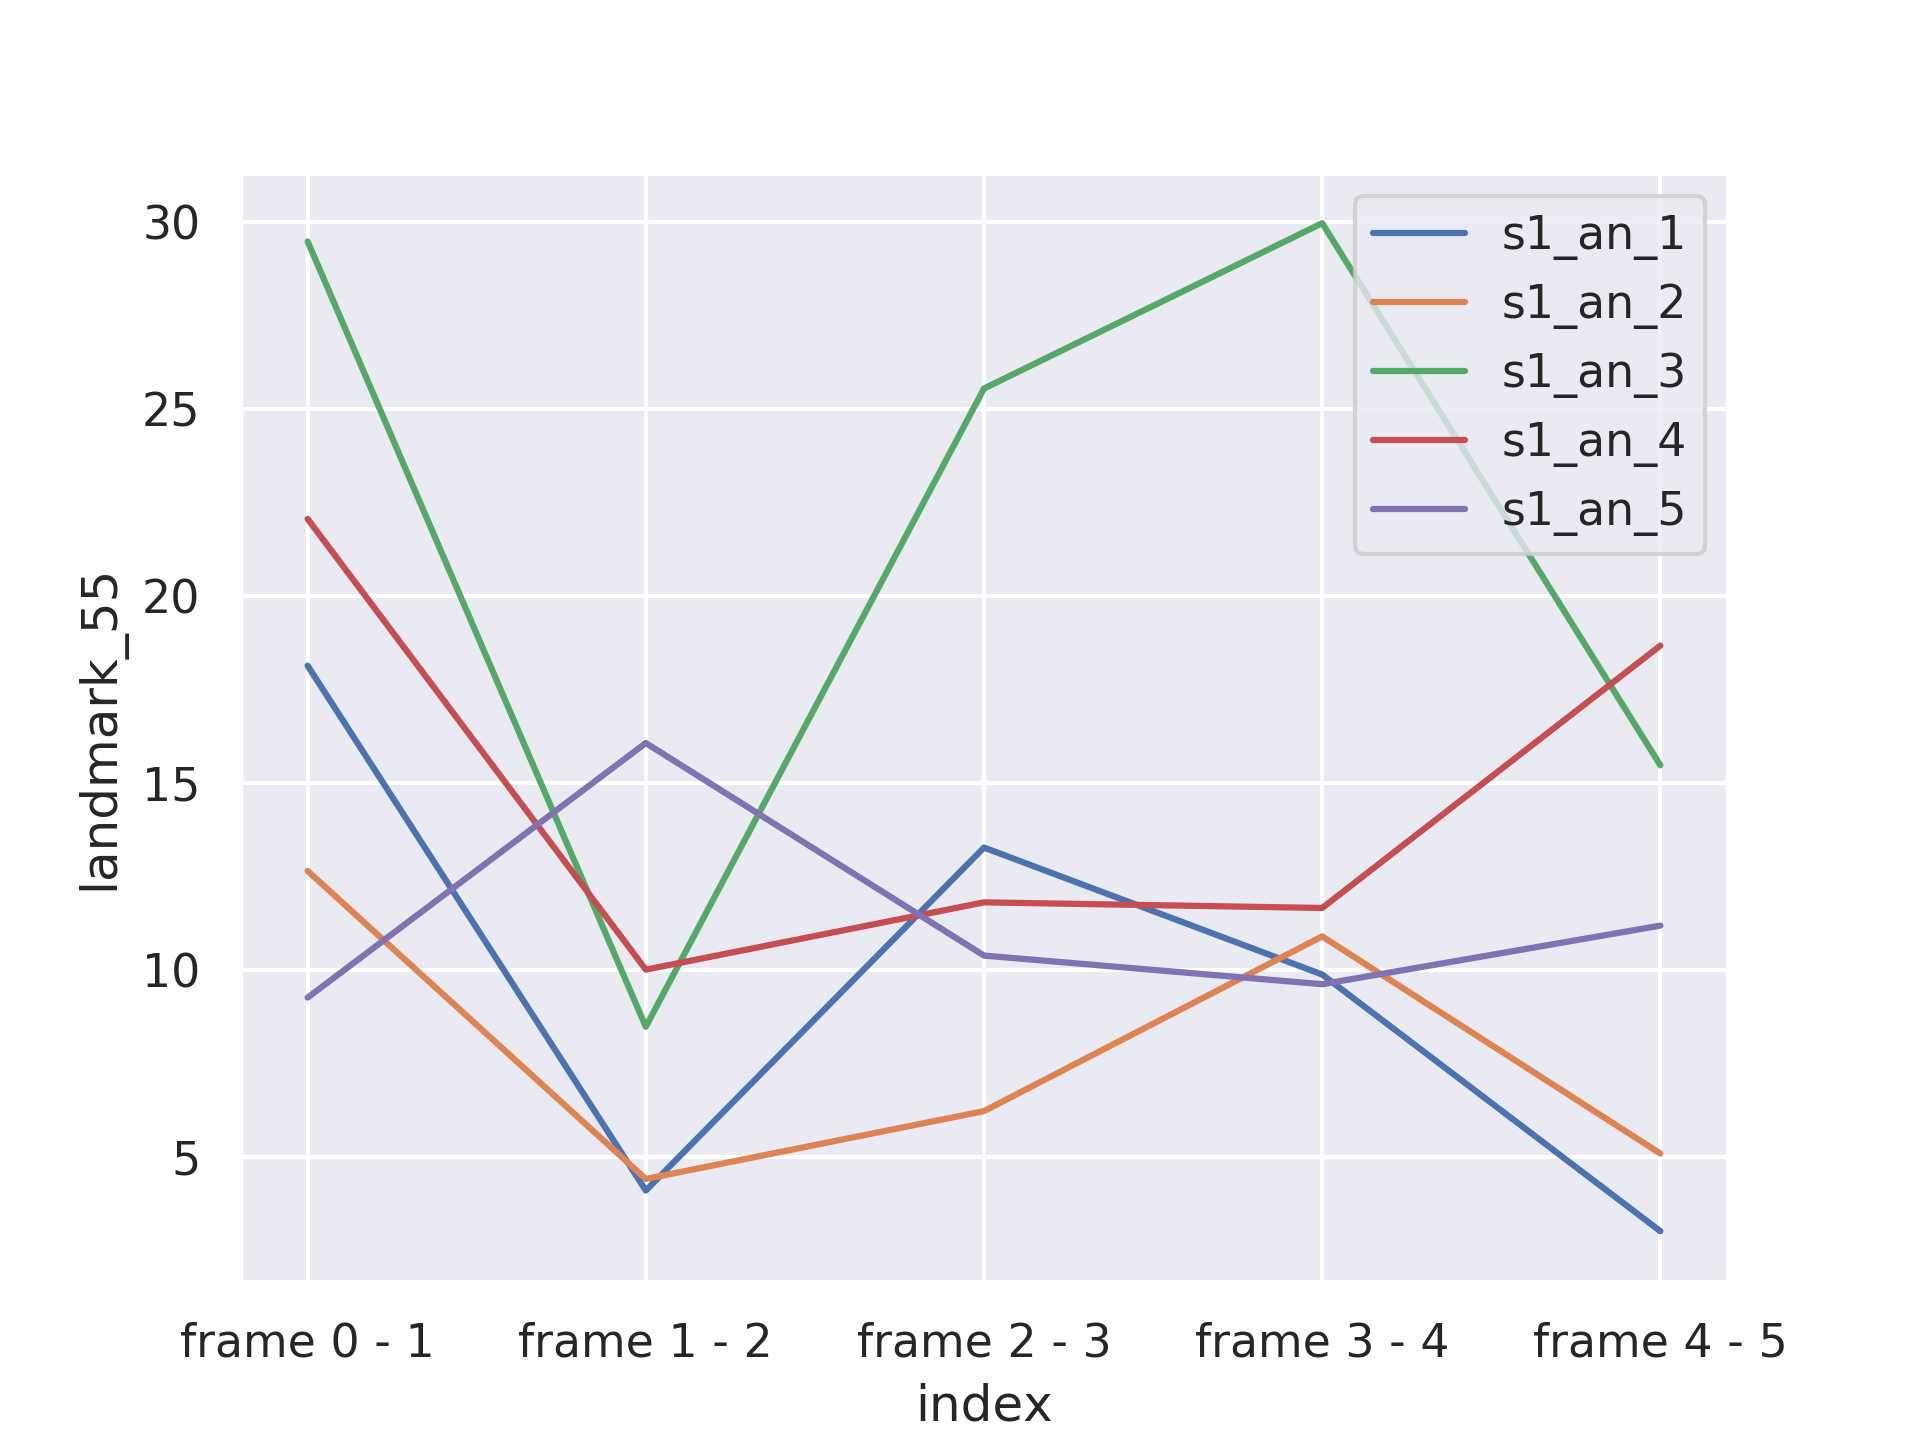 landmark_55
30
25
20
15
10
5
s1_an_1
s1_an_2
s1_an_3
s1_an_4
s1_an_5
frame 0 - 1
frame 1 - 2
frame 2 - 3
frame 3 - 4
frame 4 - 5
index